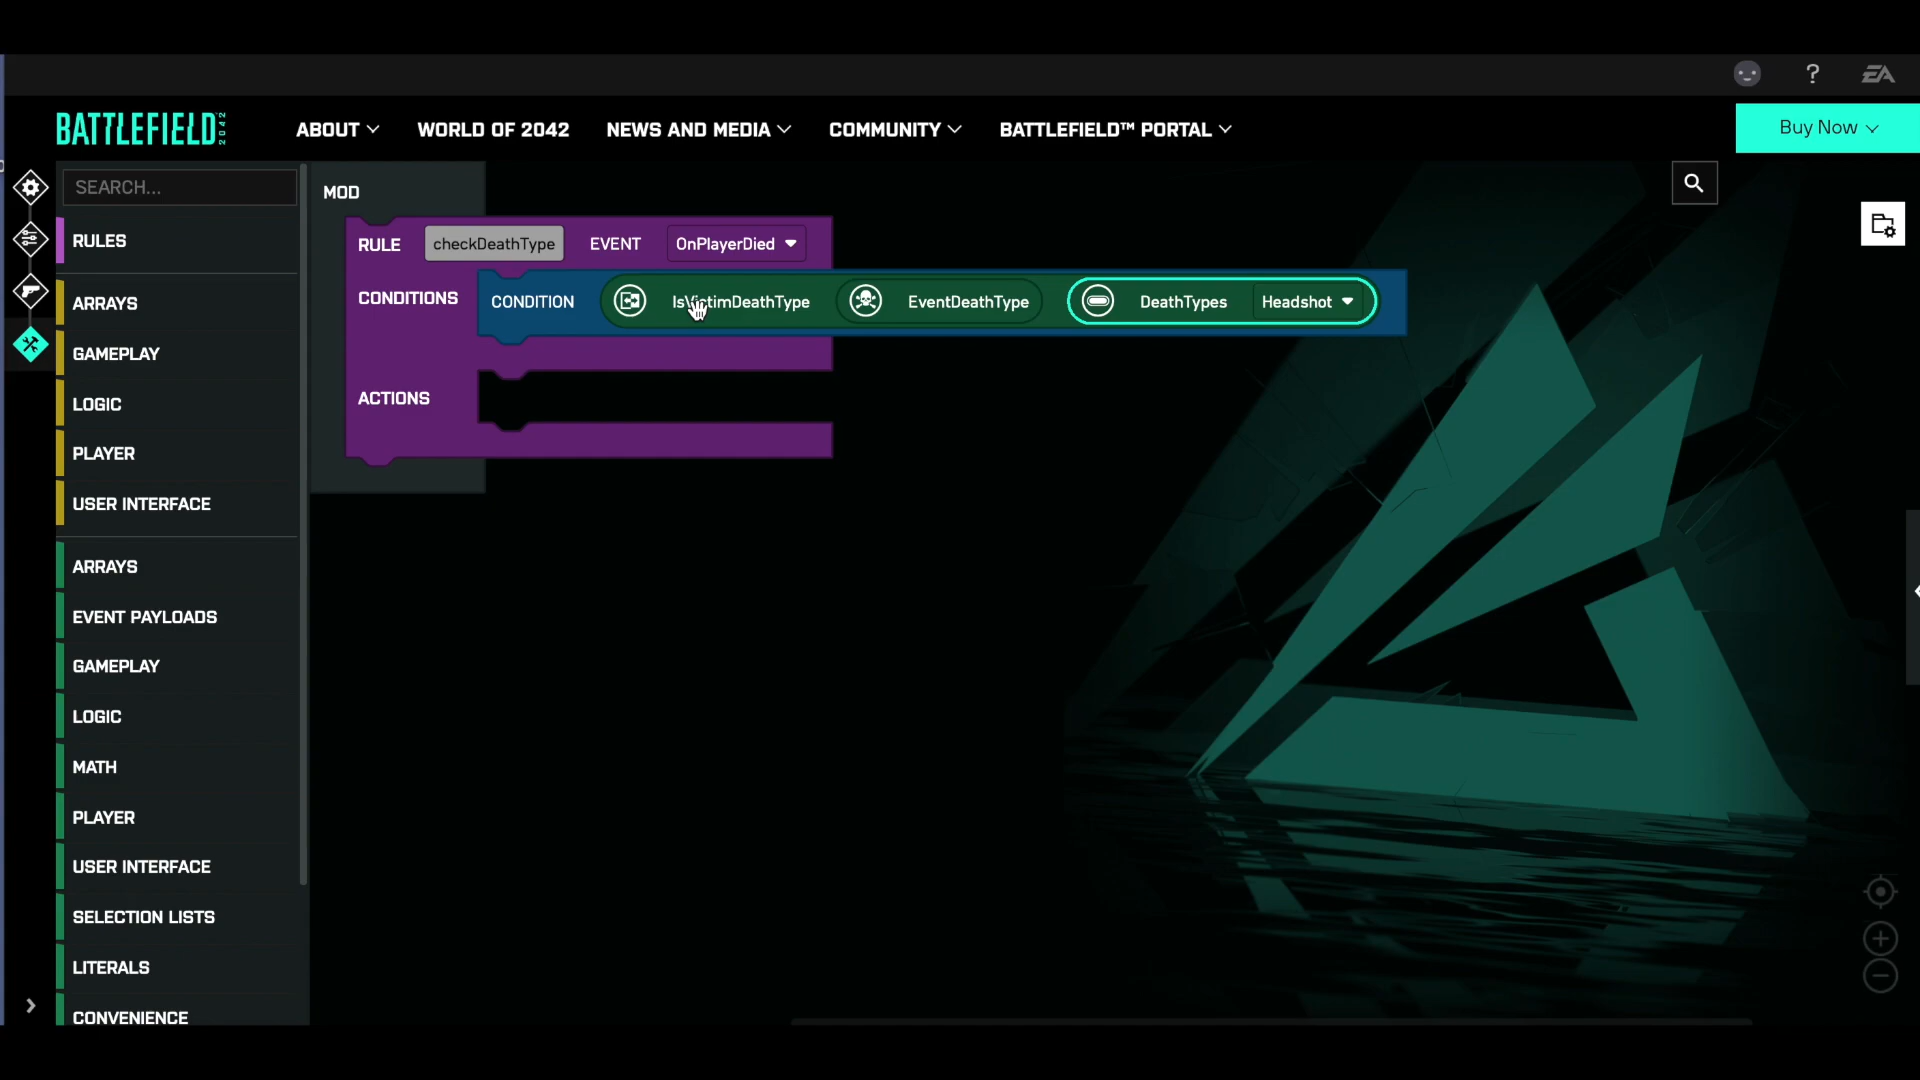 ?
EA
BATTLEFIELD 2042
ABOUT
WORLD OF 2042
NEWS AND MEDIA
COMMUNITY
BATTLEFIELD™ PORTAL
Buy Now
SEARCH...
RULES
ARRAYS
GAMEPLAY
LOGIC
PLAYER
USER INTERFACE
ARRAYS
EVENT PAYLOADS
GAMEPLAY
LOGIC
MATH
PLAYER
USER INTERFACE
SELECTION LISTS
LITERALS
CONVENIENCE
MOD
RULE checkDeathType EVENT OnPlayerDied
CONDITIONS CONDITION IsVictimDeathType EventDeathType DeathTypes Headshot
ACTIONS